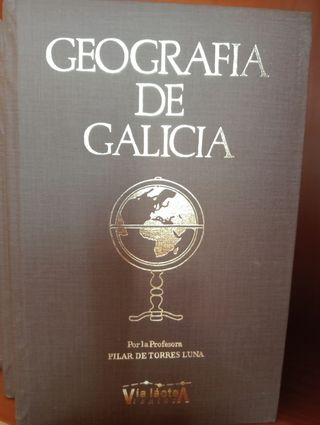 GEOGRAFIA
DE
GALICIA
Por la Profesora
PILAR DE TORRES LUNA
Vía láctea